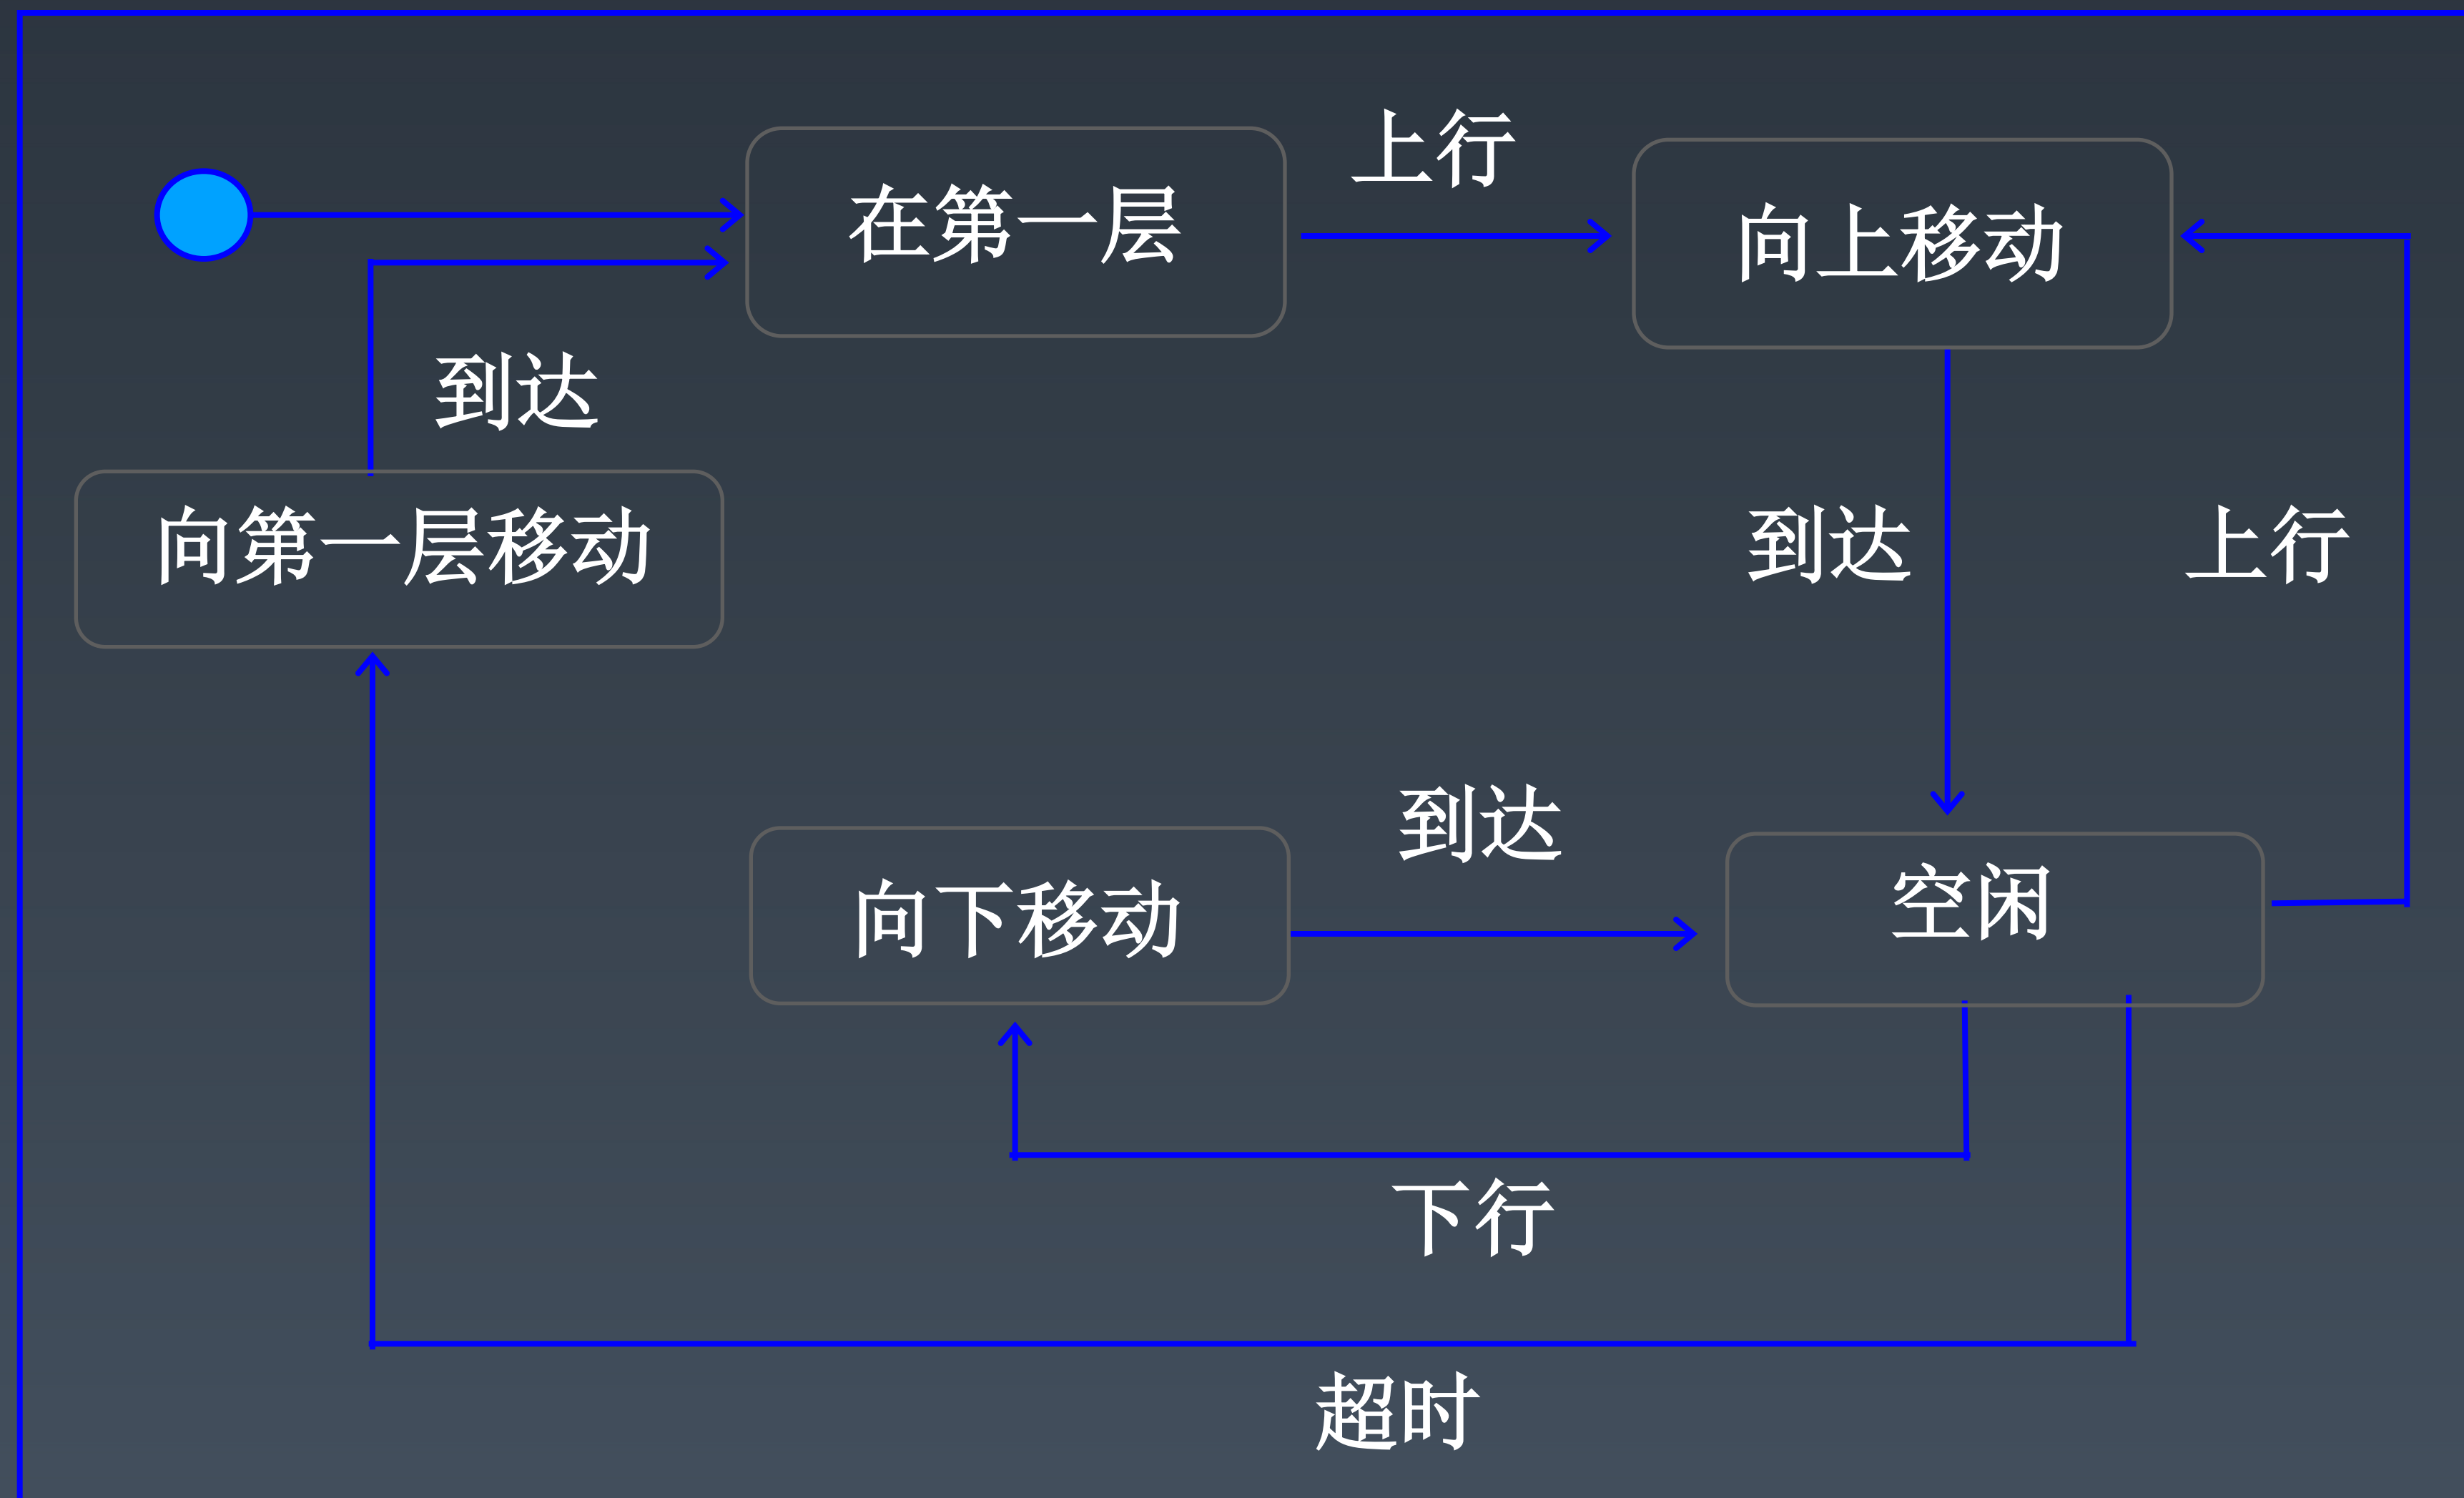 上行
在第一层
向上移动
到达
向第一层移动
到达
上行
到达
向下移动
空闲
下行
超时